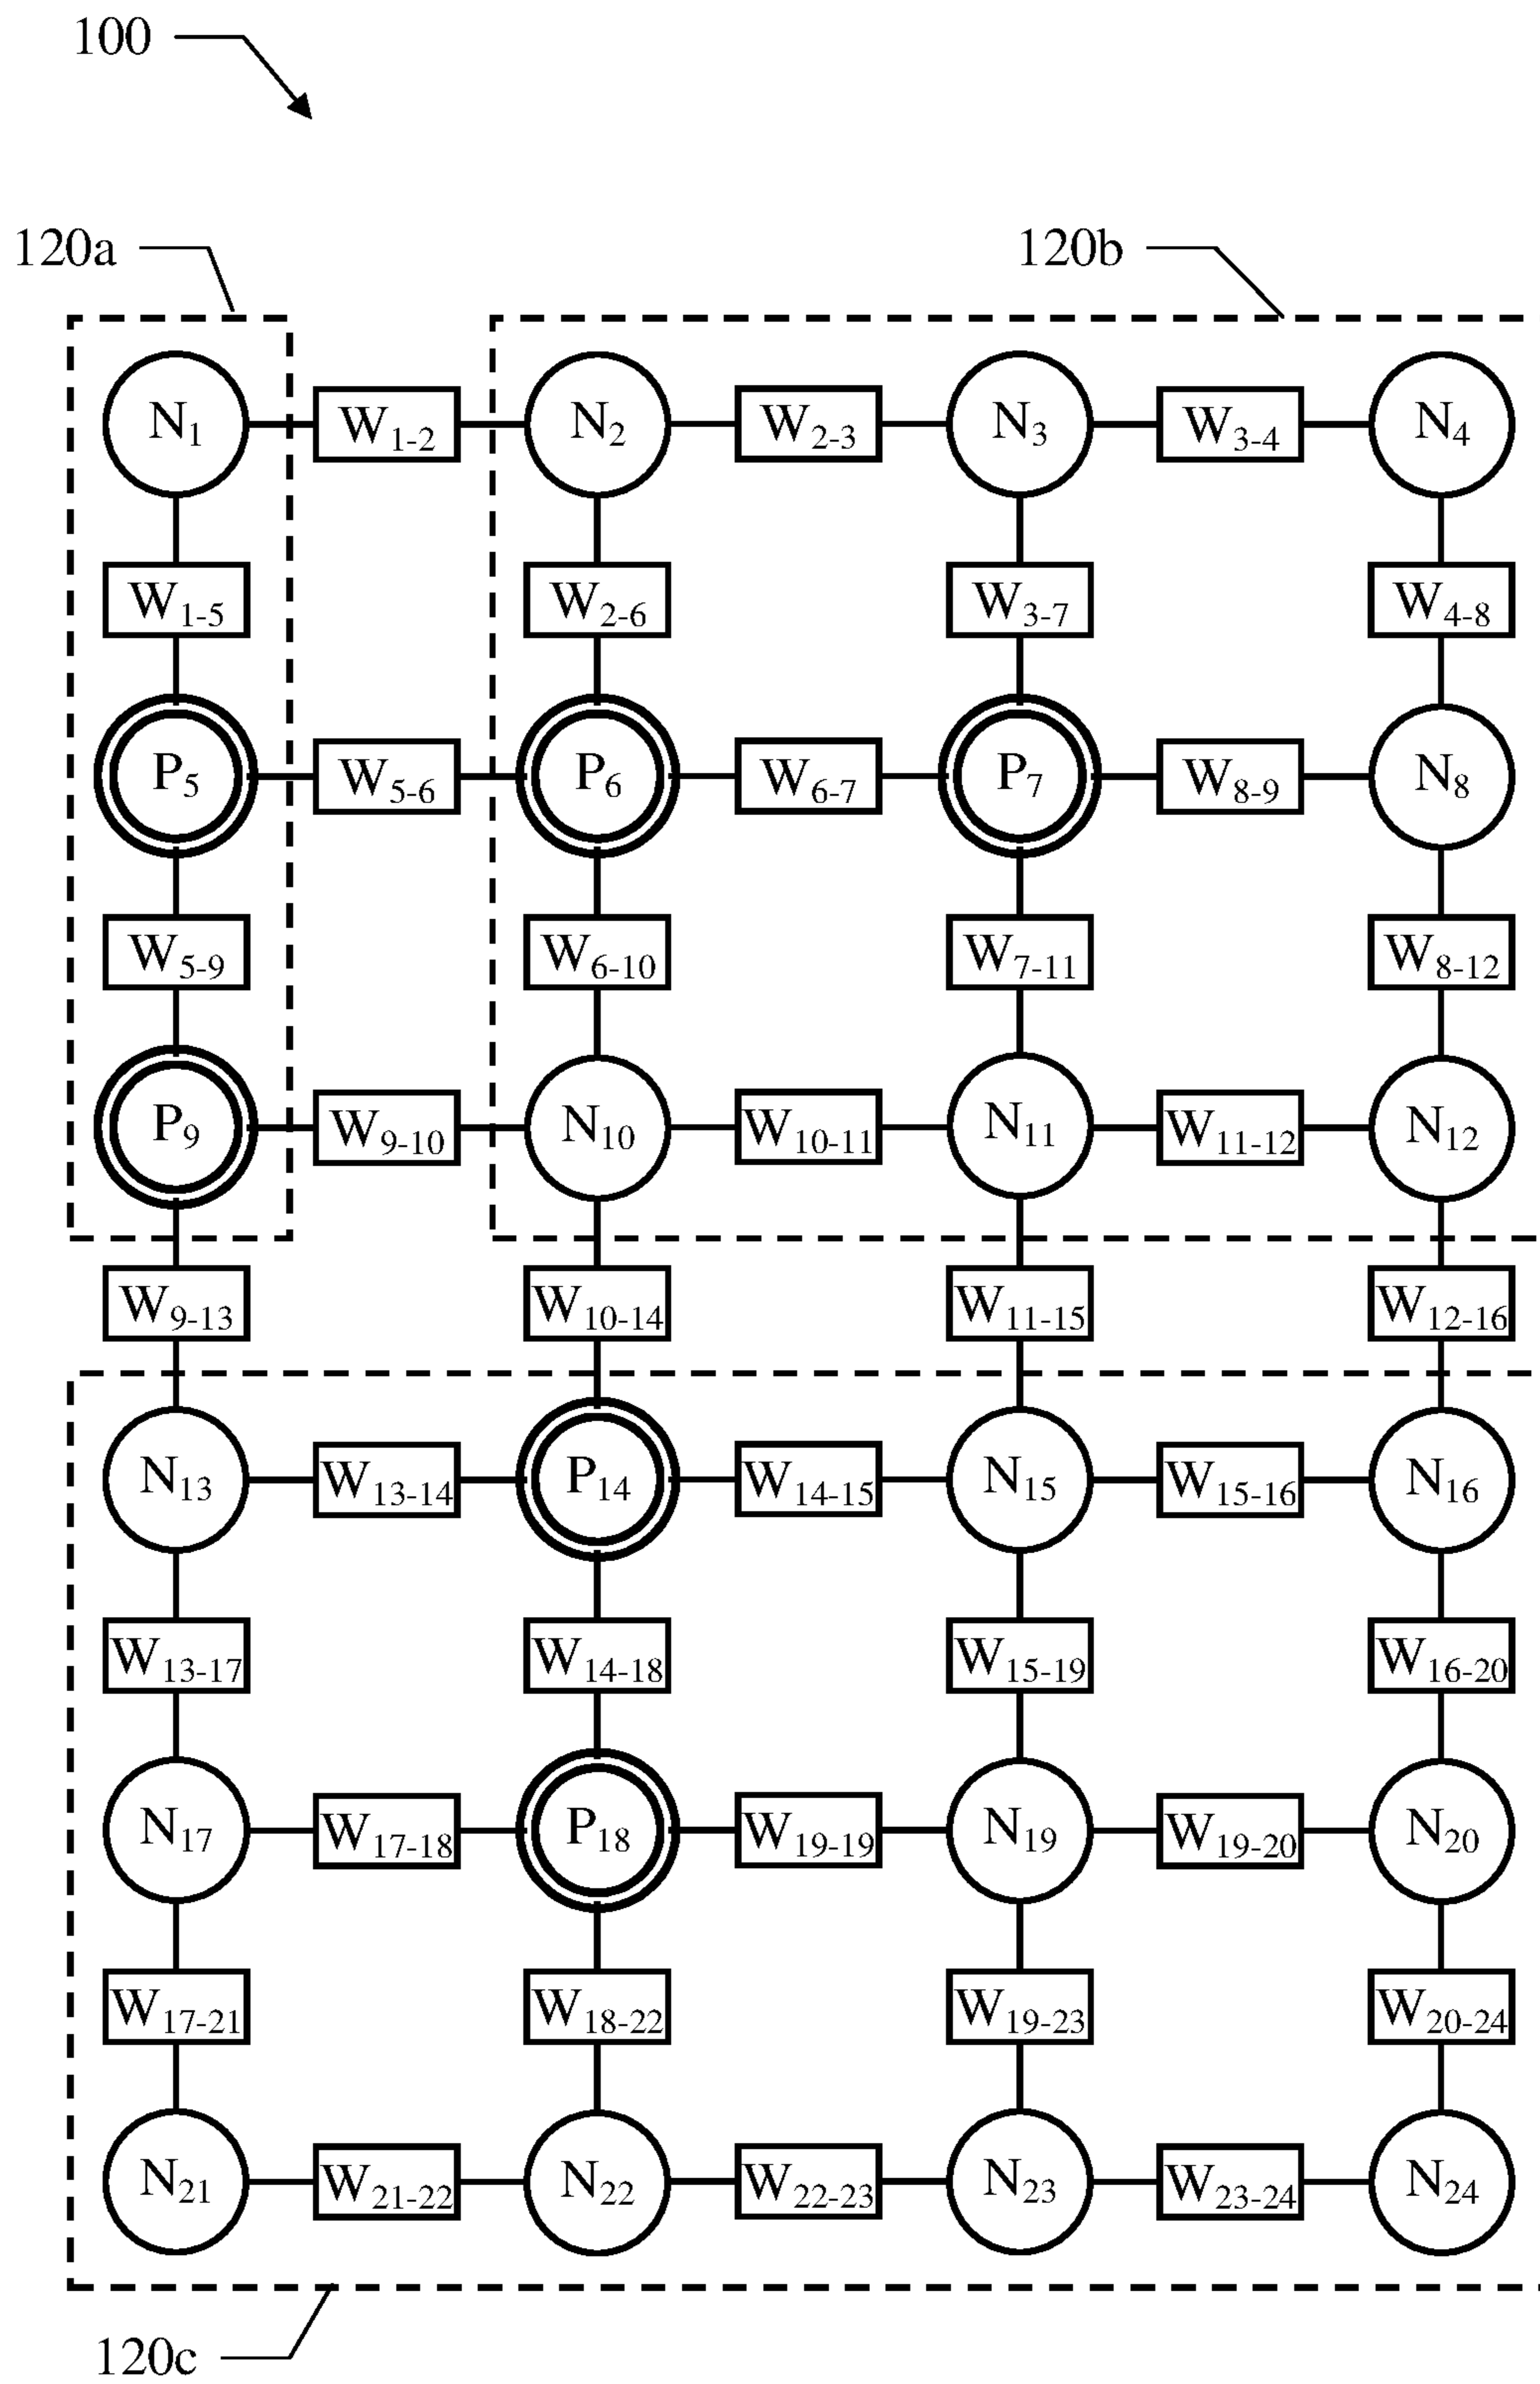 100
120a 120b
N1 W1-2 N2 W2-3 N3 W3-4 N4
W1-5 W2-6 W3-7 W4-8
P5 W5-6 P6 W6-7 P7 W8-9 N8
W5-9 W6-10 W7-11 W8-12
P9 W9-10 N10 W10-11 N11 W11-12 N12
W9-13 W10-14 W11-15 W12-16
N13 W13-14 P14 W14-15 N15 W15-16 N16
W13-17 W14-18 W15-19 W16-20
N17 W17-18 P18 W19-19 N19 W19-20 N20
W17-21 W18-22 W19-23 W20-24
N21 W21-22 N22 W22-23 N23 W23-24 N24
120c